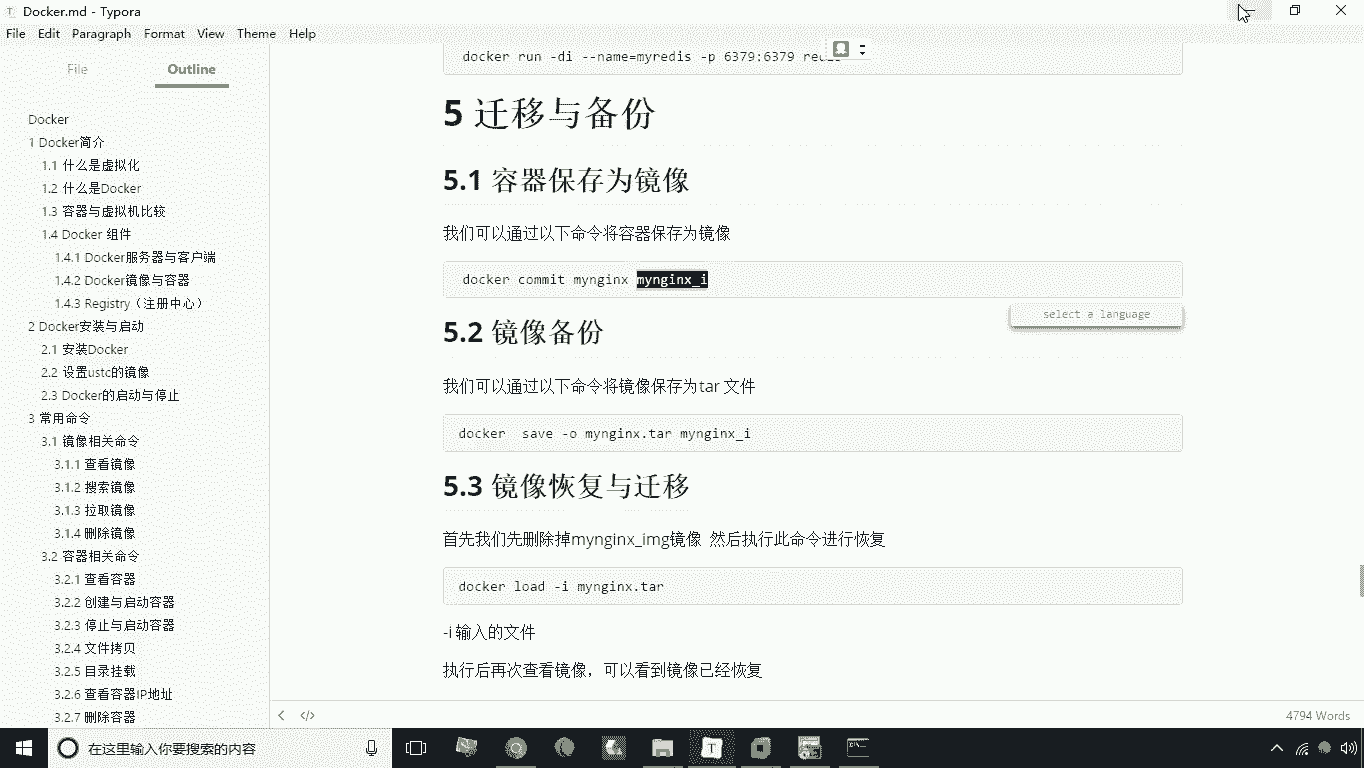 Docker.md - Typora
File Edit Paragraph Format View Theme Help
File Outline
Docker
1 Docker简介
1.1 什么是虚拟化
1.2 什么是Docker
1.3 容器与虚拟机比较
1.4 Docker 组件
1.4.1 Docker服务器与客户端
1.4.2 Docker镜像与容器
1.4.3 Registry（注册中心）
2 Docker安装与启动
2.1 安装Docker
2.2 设置ustc的镜像
2.3 Docker的启动与停止
3 常用命令
3.1 镜像相关命令
3.1.1 查看镜像
3.1.2 搜索镜像
3.1.3 拉取镜像
3.1.4 删除镜像
3.2 容器相关命令
3.2.1 查看容器
3.2.2 创建与启动容器
3.2.3 停止与启动容器
3.2.4 文件拷贝
3.2.5 目录挂载
3.2.6 查看容器IP地址
3.2.7 删除容器
docker run -di --name=myredis -p 6379:6379 redis
5 迁移与备份
5.1 容器保存为镜像
我们可以通过以下命令将容器保存为镜像
docker commit mynginx mynginx_i
select a language
5.2 镜像备份
我们可以通过以下命令将镜像保存为tar 文件
docker  save -o mynginx.tar mynginx_i
5.3 镜像恢复与迁移
首先我们先删除掉mynginx_img镜像 然后执行此命令进行恢复
docker load -i mynginx.tar
-i 输入的文件
执行后再次查看镜像，可以看到镜像已经恢复
4794 Words
在这里输入你要搜索的内容